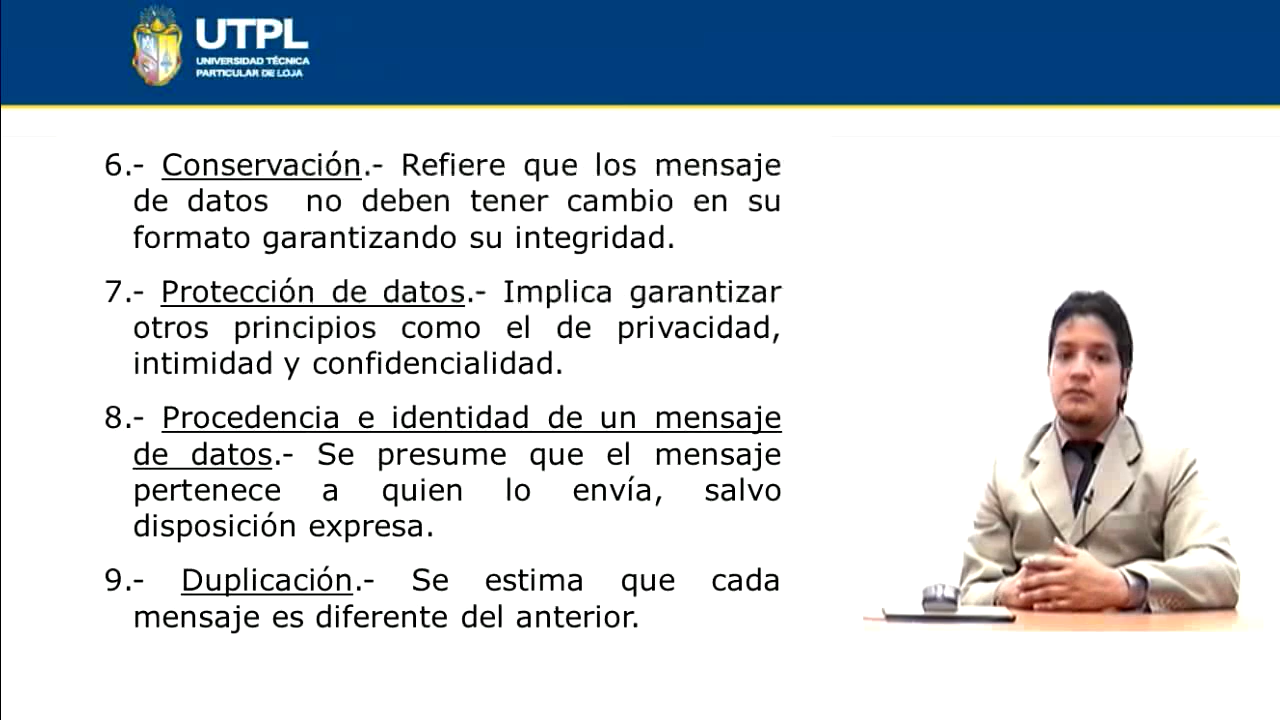 UTPL
UNIVERSIDAD TÉCNICA
PARTICULAR DE LOJA
6.- Conservación.- Refiere que los mensaje
de datos no deben tener cambio en su
formato garantizando su integridad.
7.- Protección de datos.- Implica garantizar
otros principios como el de privacidad,
intimidad y confidencialidad.
8.- Procedencia e identidad de un mensaje
de datos.- Se presume que el mensaje
pertenece a quien lo envía, salvo
disposición expresa.
9.- Duplicación.- Se estima que cada
mensaje es diferente del anterior.